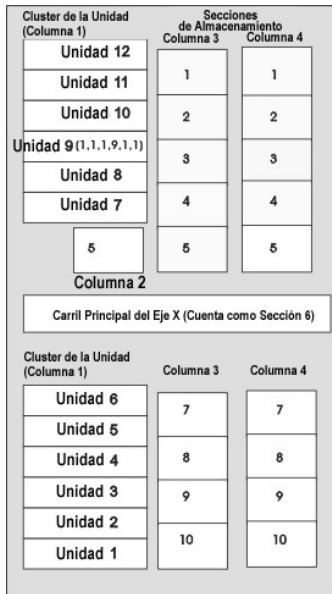 Cluster de la Unidad
(Columna 1)
Secciones
de Almacenamiento
Columna 3
Columna 4
Unidad 12
Unidad 11
Unidad 10
Unidad 9 (1,1,1,9,1,1)
Unidad 8
Unidad 7
1
1
2
2
3
3
4
4
5
5
5
Columna 2
Carril Principal del Eje X (Cuenta como Sección 6)
Cluster de la Unidad
(Columna 1)
Columna 3
Columna 4
Unidad 6
Unidad 5
Unidad 4
Unidad 3
Unidad 2
Unidad 1
7
7
8
8
9
9
10
10